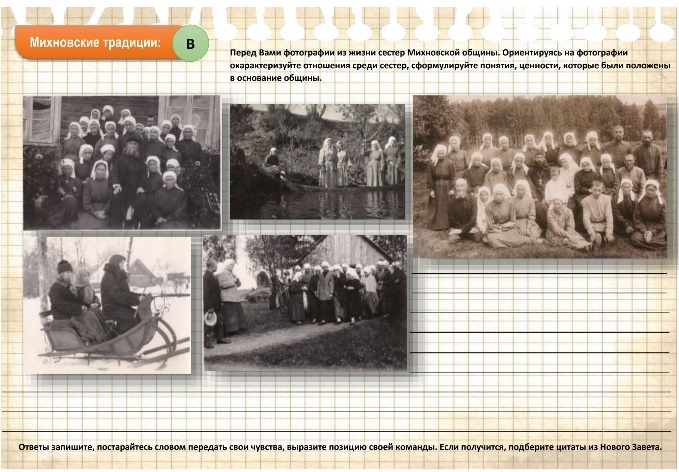 Михновские традиции:
В
Перед Вами фотографии из жизни сестер Михновской общины. Ориентируясь на фотографии
охарактеризуйте отношения среди сестер, сформулируйте понятия, ценности, которые были положены
в основание общины.
Ответы запишите, постарайтесь словом передать свои чувства, выразите позицию своей команды. Если получится, подберите цитаты из Нового Завета.